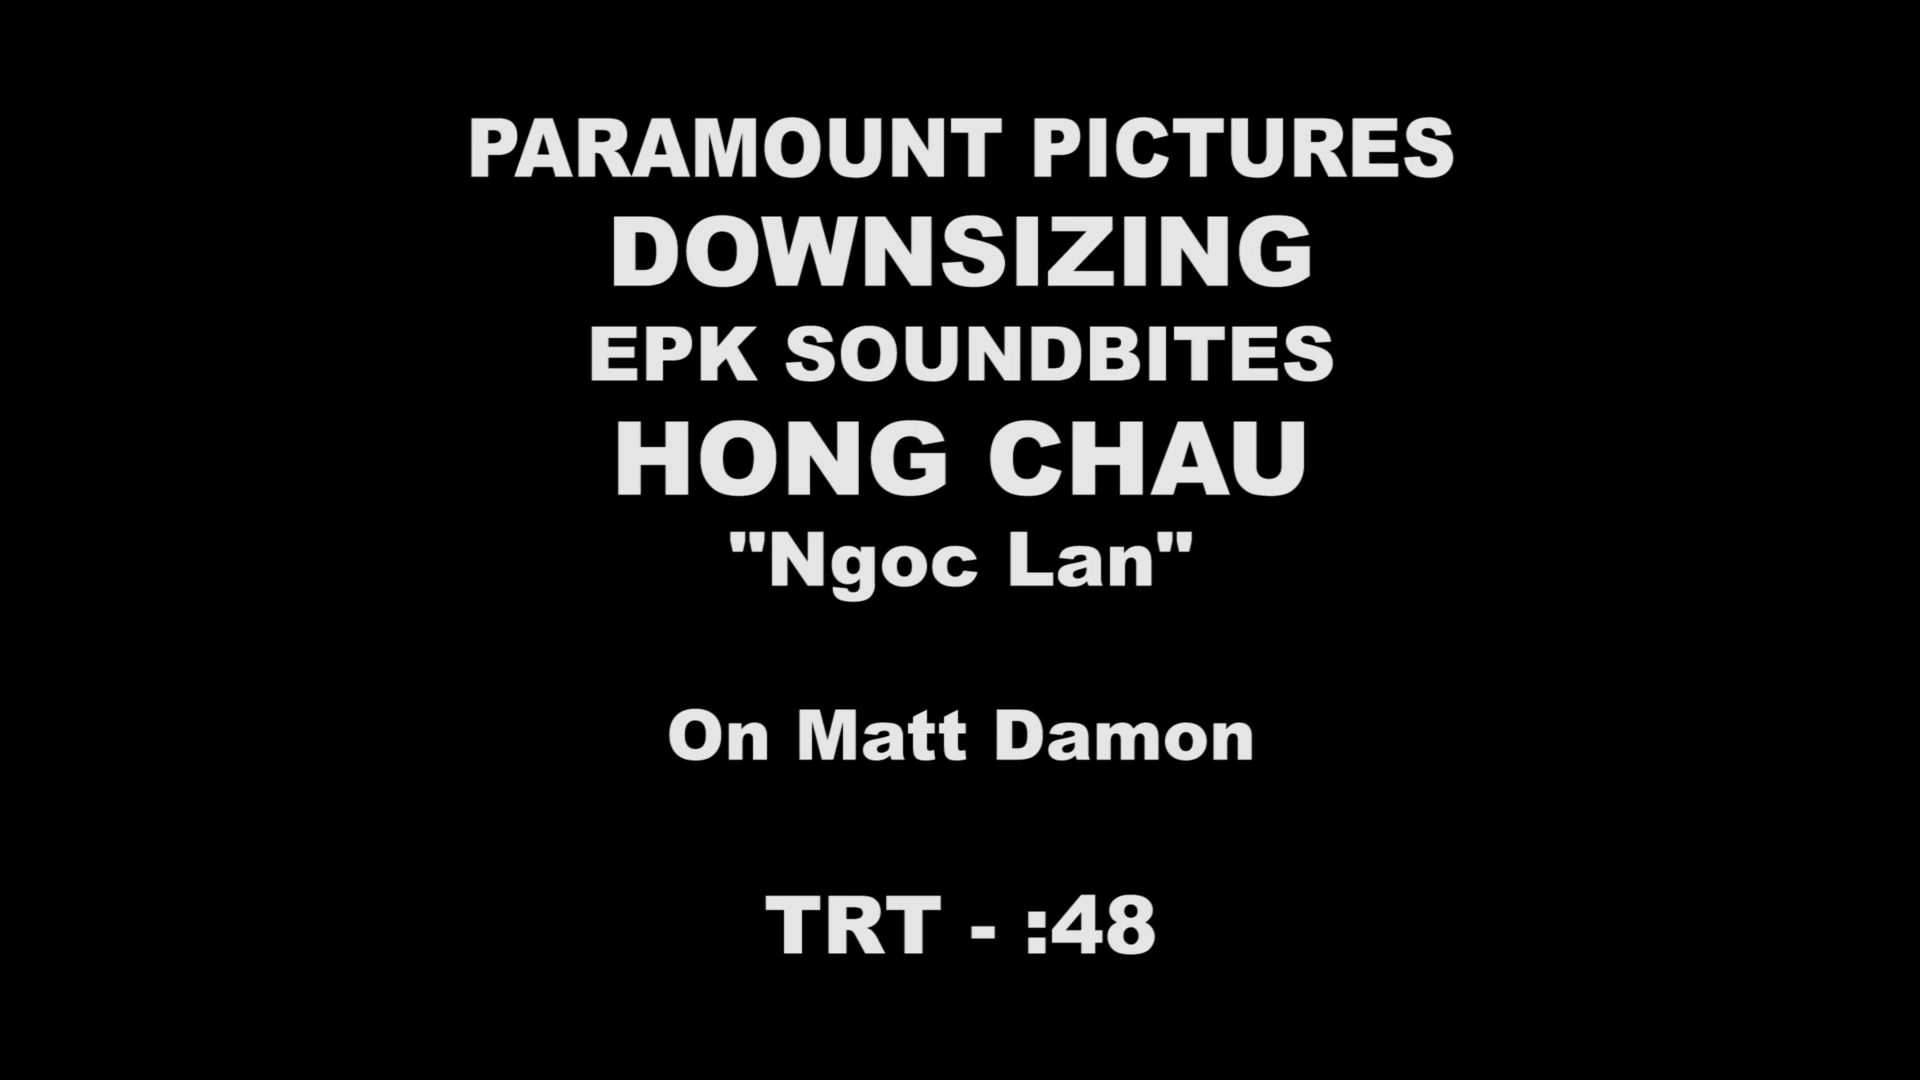 PARAMOUNT PICTURES
DOWNSIZING
EPK SOUNDBITES
HONG CHAU
"Ngoc Lan"
On Matt Damon
TRT - :48